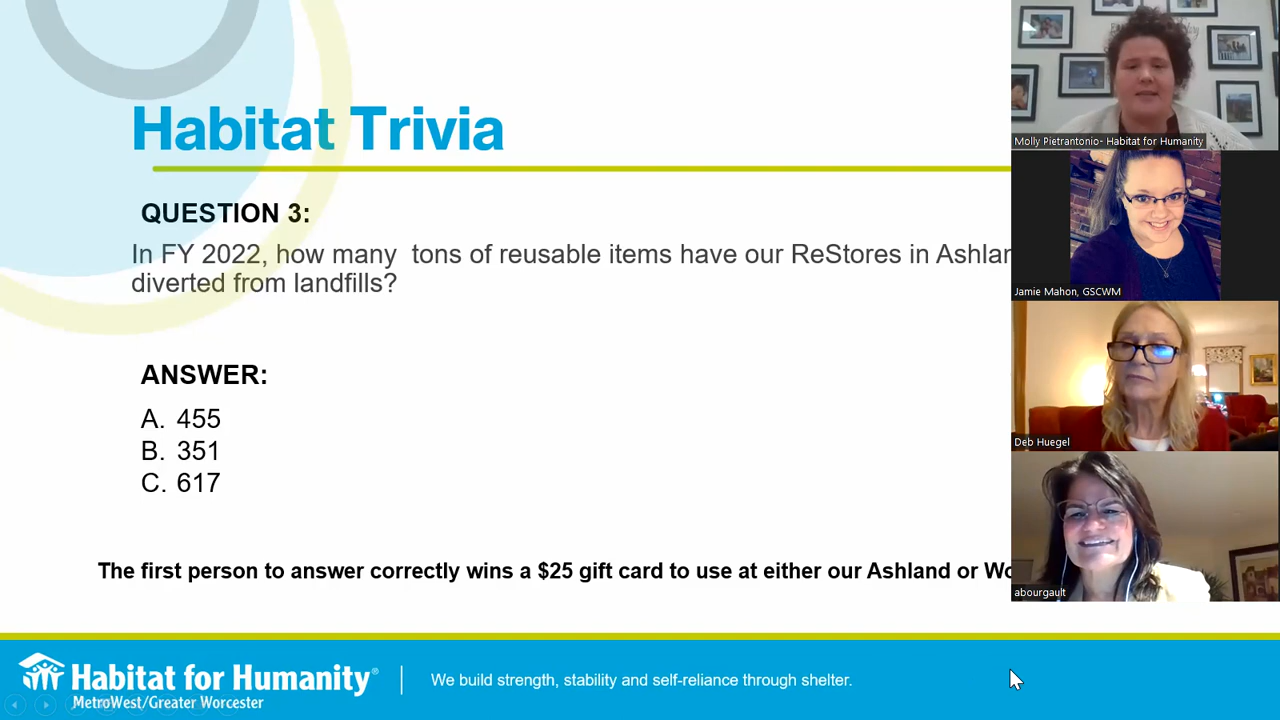 Habitat Trivia
QUESTION 3:
In FY 2022, how many  tons of reusable items have our ReStores in Ashlan
diverted from landfills?
ANSWER:
A. 455
B. 351
C. 617
The first person to answer correctly wins a $25 gift card to use at either our Ashland or Wo
Habitat for Humanity®
MetroWest/Greater Worcester
We build strength, stability and self-reliance through shelter.
Molly Pietrantonio- Habitat for Humanity
Jamie Mahon, GSCWM
Deb Huegel
abourgault